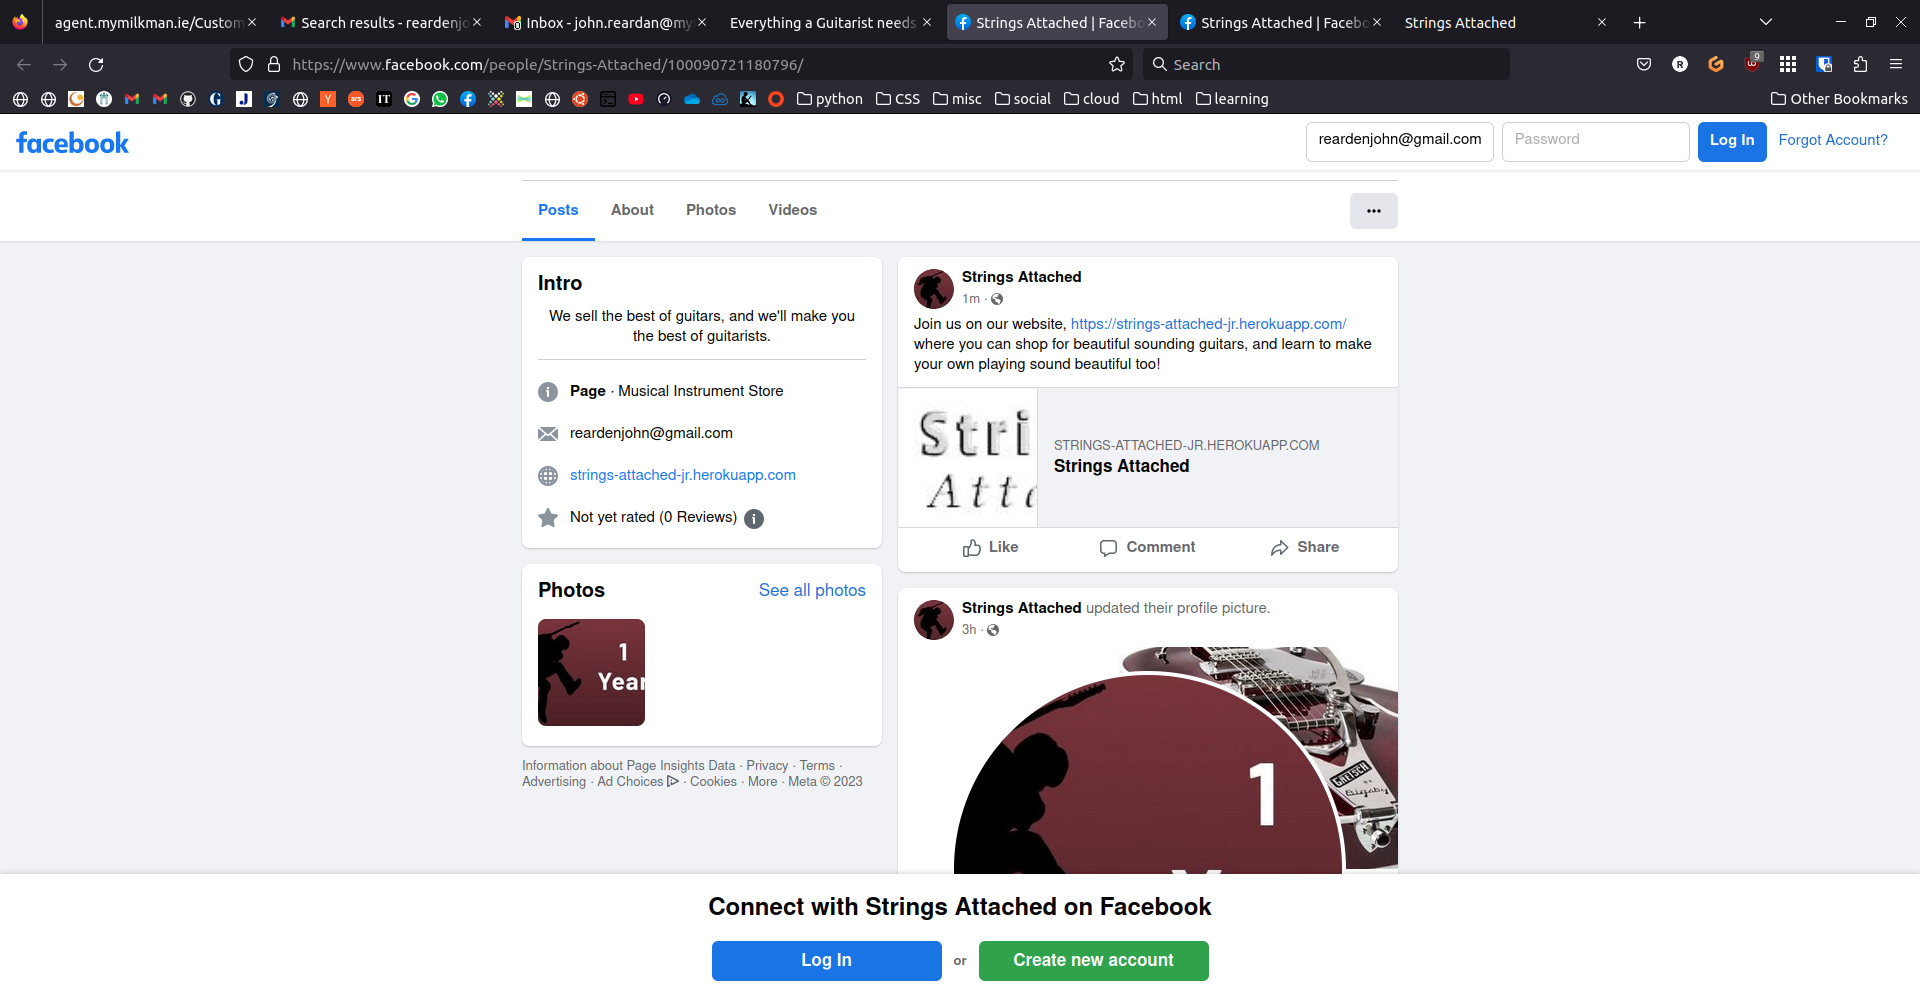 agent.mymilkman.ie/Custom
Search results - reardenjo
Inbox - john.reardan@my
Everything a Guitarist needs
Strings Attached | Facebo
Strings Attached | Facebo
Strings Attached
https://www.facebook.com/people/Strings-Attached/100090721180796/
Search
9
python
CSS
misc
social
cloud
html
learning
Other Bookmarks
facebook
reardenjohn@gmail.com
Password
Log In
Forgot Account?
Posts
About
Photos
Videos
Intro
We sell the best of guitars, and we'll make you
the best of guitarists.
Page · Musical Instrument Store
reardenjohn@gmail.com
strings-attached-jr.herokuapp.com
Not yet rated (0 Reviews)
Photos
See all photos
1
Year
Information about Page Insights Data · Privacy · Terms ·
Advertising · Ad Choices · Cookies · More · Meta © 2023
Strings Attached
1m ·
Join us on our website, https://strings-attached-jr.herokuapp.com/
where you can shop for beautiful sounding guitars, and learn to make
your own playing sound beautiful too!
Stri
Atta
STRINGS-ATTACHED-JR.HEROKUAPP.COM
Strings Attached
Like
Comment
Share
Strings Attached updated their profile picture.
3h ·
1
GRETSCH
BY
Bigsby
Connect with Strings Attached on Facebook
Log In
or
Create new account